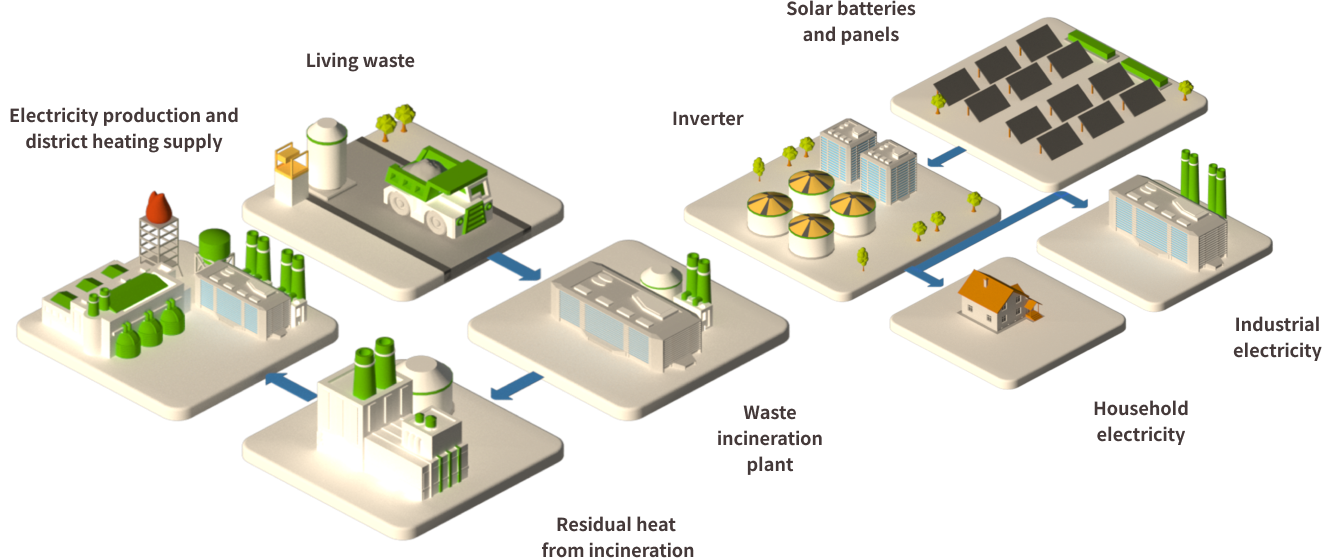 Solar batteries
and panels
Living waste
Electricity production and
district heating supply
Inverter
Industrial
electricity
Household
electricity
Waste
incineration
plant
Residual heat
from incineration